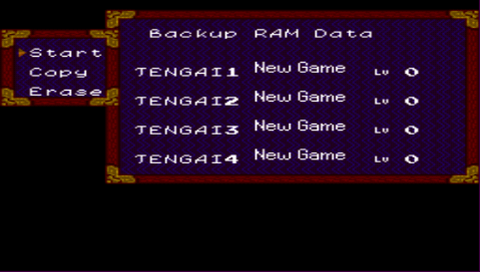 Start
Copy
Erase
Backup RAM Data
TENGAI1 New Game Lv 0
TENGAI2 New Game Lv 0
TENGAI3 New Game Lv 0
TENGAI4 New Game Lv 0